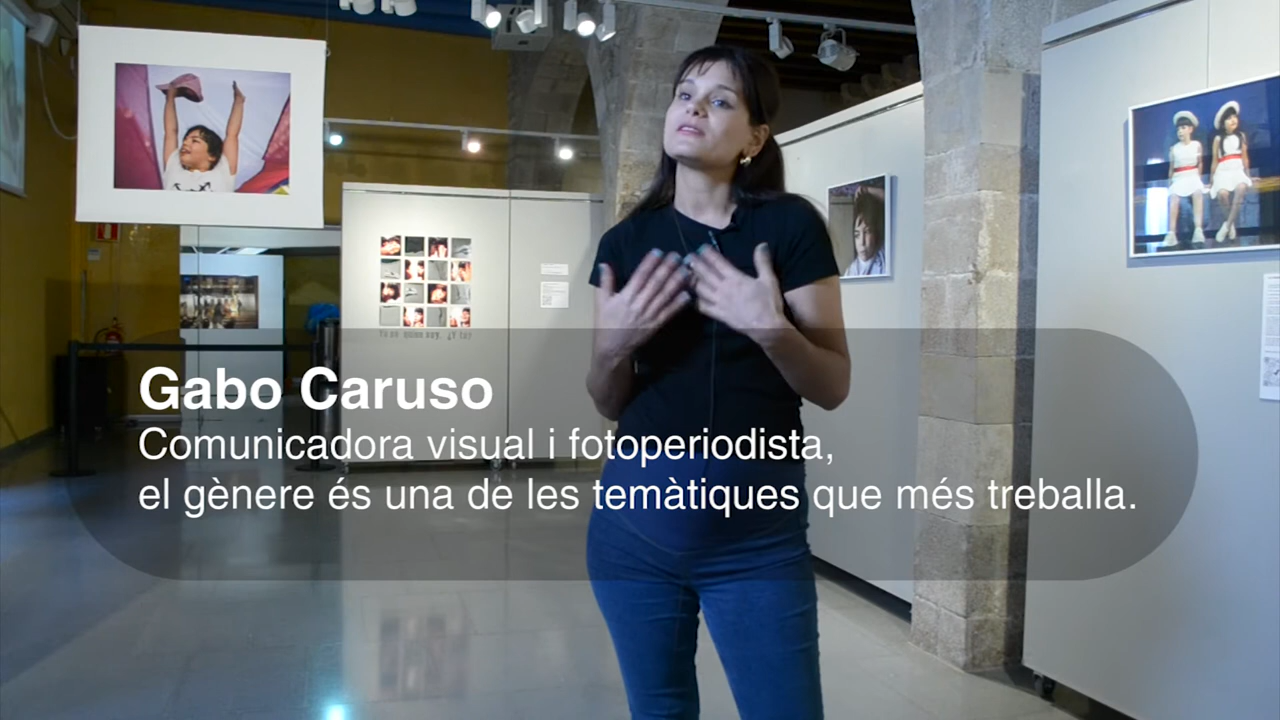 Gabo Caruso
Comunicadora visual i fotoperiodista,
el gènere és una de les temàtiques que més treballa.